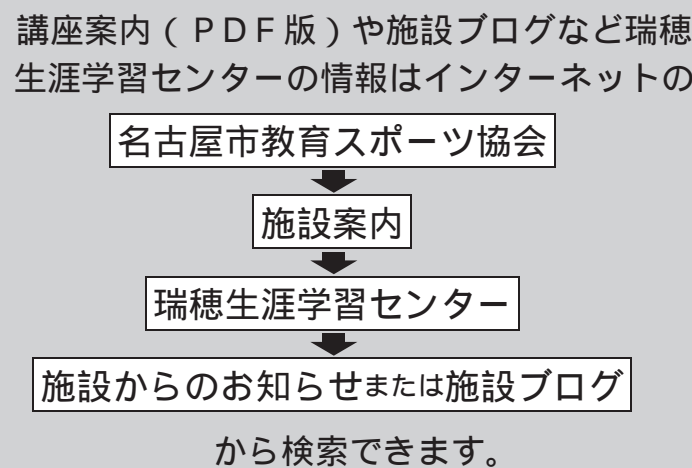 講座案内（ＰＤＦ版）や施設ブログなど瑞穂
生涯学習センターの情報はインターネットの
名古屋市教育スポーツ協会
施設案内
瑞穂生涯学習センター
施設からのお知らせまたは施設ブログ
から検索できます。